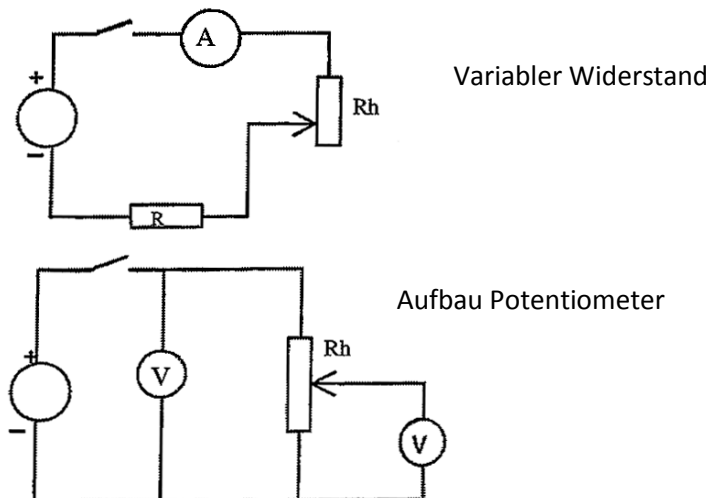 A
Variabler Widerstand
+
Rh
−
R
Aufbau Potentiometer
Rh
+
V
−
V